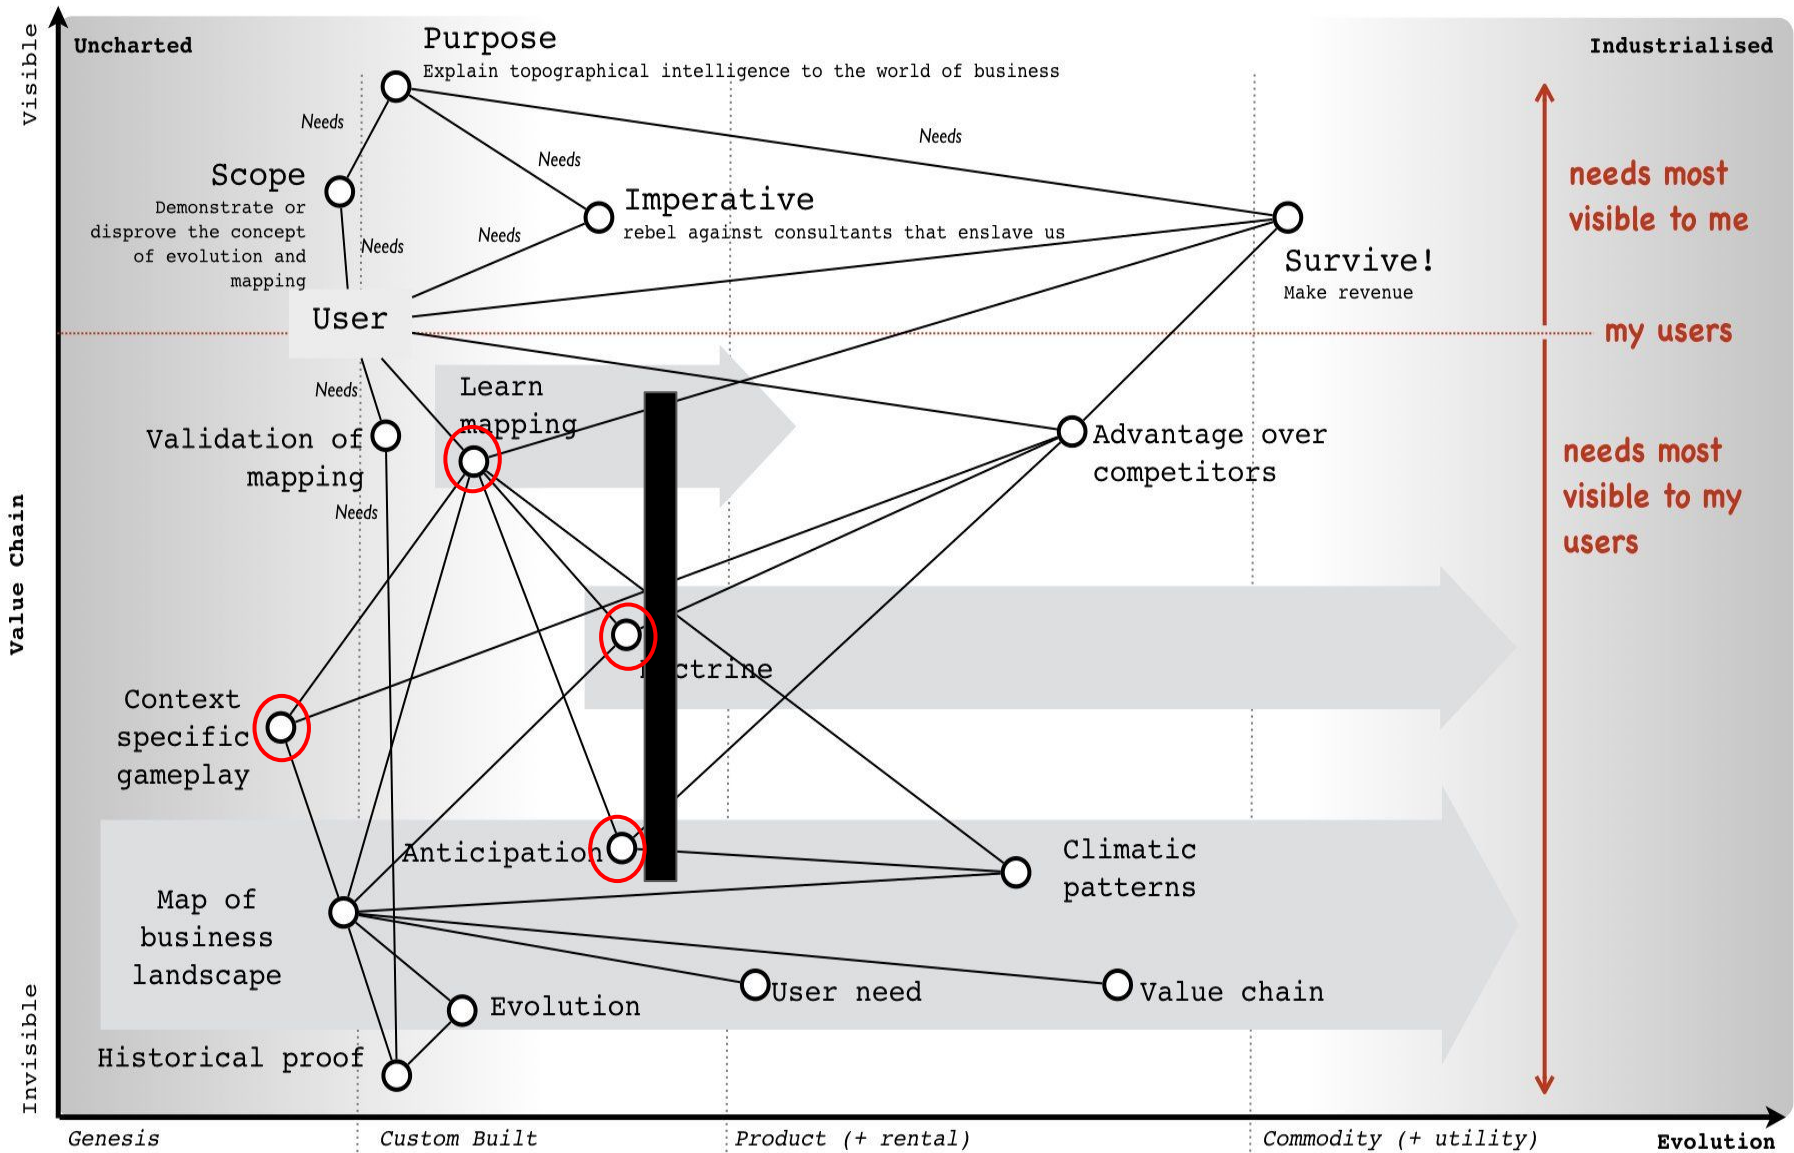 Visible
Uncharted
Purpose
Explain topographical intelligence to the world of business
Industrialised
Needs
Needs
Needs
Scope
Demonstrate or
disprove the concept
of evolution and
mapping
Imperative
rebel against consultants that enslave us
Needs
Needs
needs most
visible to me
Survive!
Make revenue
User
my users
Needs
Learn
mapping
Validation of
mapping
Needs
Advantage over
competitors
needs most
visible to my
users
Value Chain
Context
specific
gameplay
Anticipation
Climatic
patterns
Map of
business
landscape
User need
Value chain
Evolution
Historical proof
Invisible
Genesis
Custom Built
Product (+ rental)
Commodity (+ utility)
Evolution